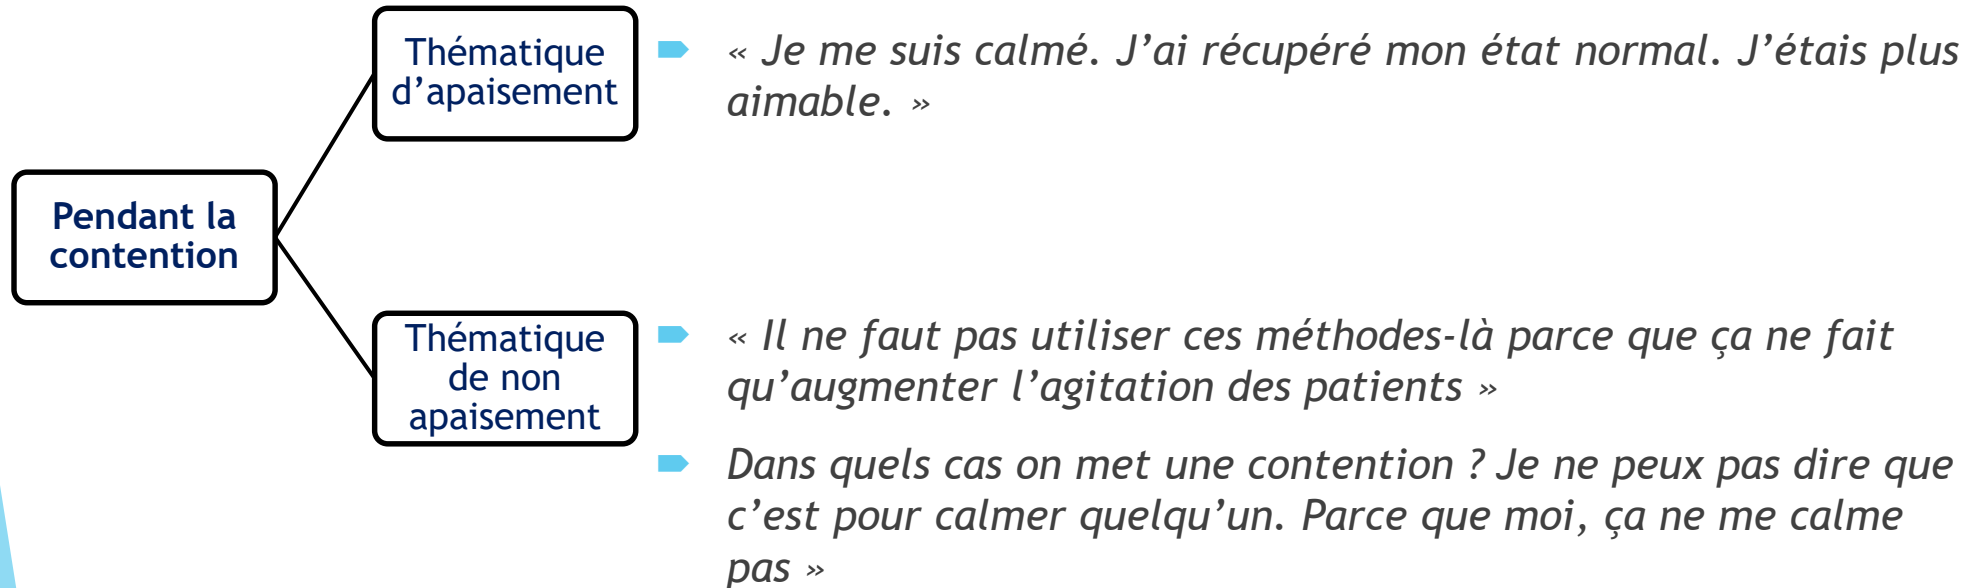 Pendant la
contention
Thématique
d’apaisement
« Je me suis calmé. J’ai récupéré mon état normal. J’étais plus
aimable. »
Thématique
de non
apaisement
« Il ne faut pas utiliser ces méthodes-là parce que ça ne fait
qu’augmenter l’agitation des patients »
Dans quels cas on met une contention ? Je ne peux pas dire que
c’est pour calmer quelqu’un. Parce que moi, ça ne me calme
pas »